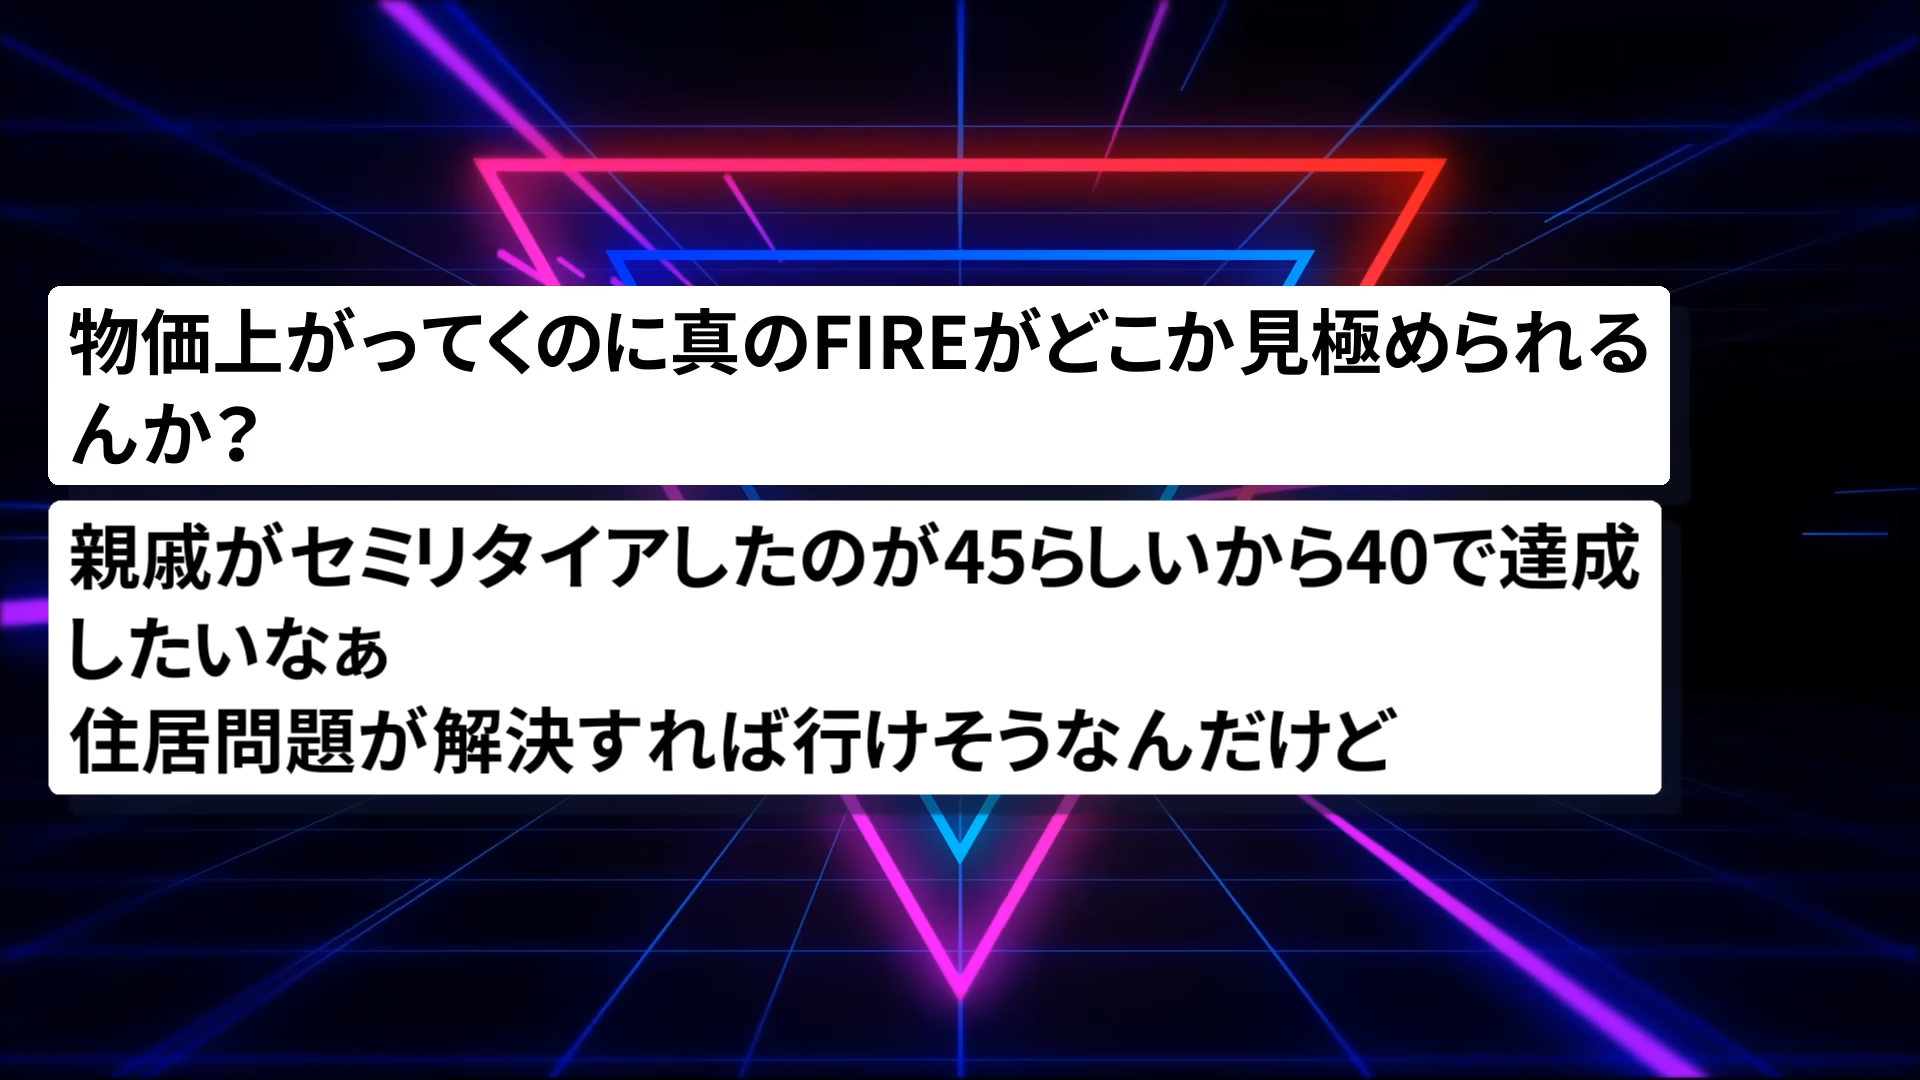 物価上がってくのに真のFIREがどこか見極められる
んか？
親戚がセミリタイアしたのが45らしいから40で達成
したいなぁ
住居問題が解決すれば行けそうなんだけど